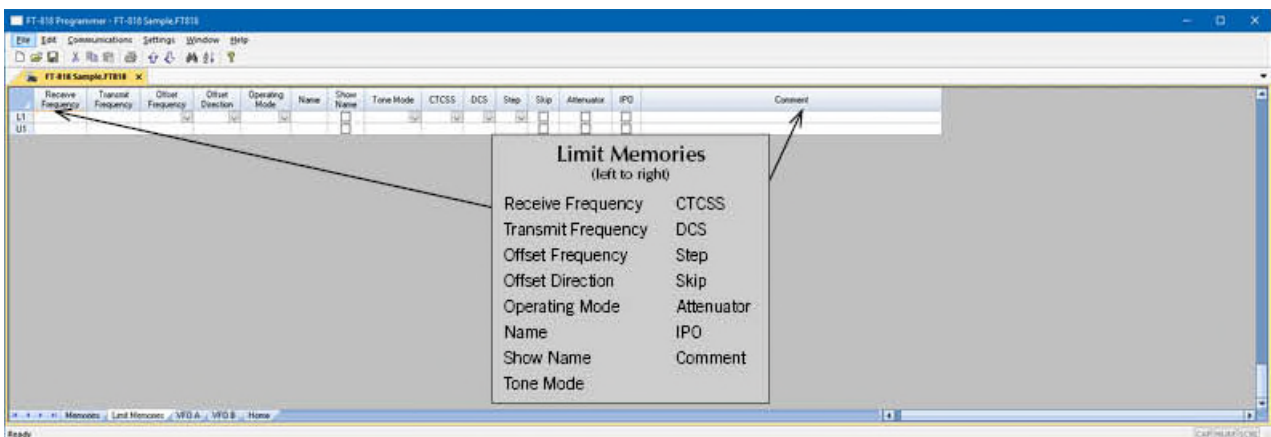 FT-818 Programmer - FT-818 Sample.FT818
File Edit Communications Settings Window Help
FT-818 Sample.FT818
Receive Frequency Transmit Frequency Offset Frequency Offset Direction Operating Mode Name Show Name Tone Mode CTCSS DCS Step Skip Attenuator IPO Comment
L1
U1
Limit Memories
(left to right)
Receive Frequency CTCSS
Transmit Frequency DCS
Offset Frequency Step
Offset Direction Skip
Operating Mode Attenuator
Name IPO
Show Name Comment
Tone Mode
Memories Limit Memories VFO A VFO B Home
Ready CAP NUM SCRL